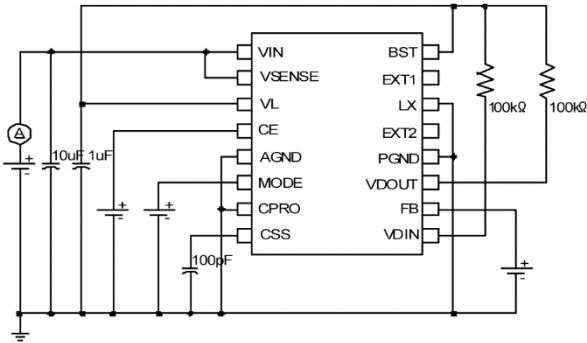 VIN
VSENSE
VL
CE
AGND
MODE
CPRO
CSS
BST
EXT1
LX
EXT2
PGND
VDOUT
FB
VDIN
A
10uF
1uF
100pF
100kΩ
100kΩ
+
-
+
-
+
-
+
-